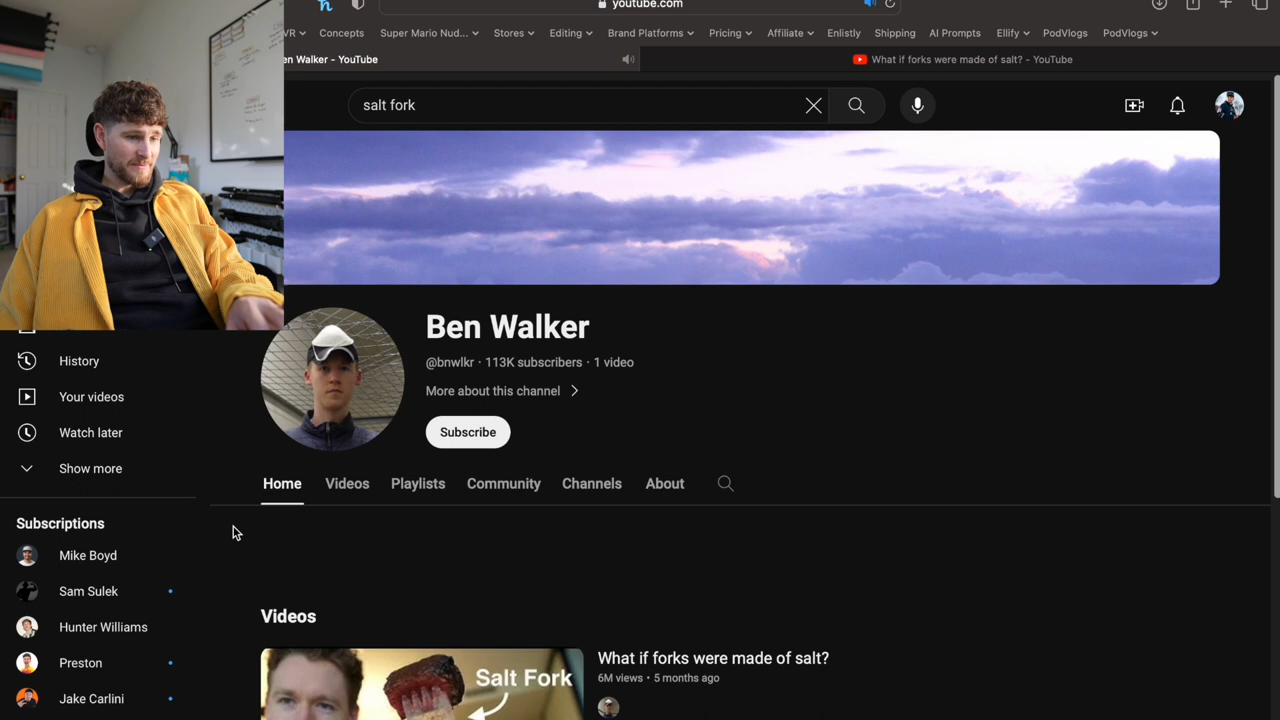 youtube.com
VR Concepts Super Mario Nud... Stores Editing Brand Platforms Pricing Affiliate Enlistly Shipping AI Prompts Ellify PodVlogs PodVlogs
en Walker - YouTube
What if forks were made of salt? - YouTube
salt fork
Ben Walker
@bnwlkr · 113K subscribers · 1 video
More about this channel
Subscribe
History
Your videos
Watch later
Show more
Home Videos Playlists Community Channels About
Subscriptions
Mike Boyd
Sam Sulek
Hunter Williams
Preston
Jake Carlini
Videos
Salt Fork
What if forks were made of salt?
6M views • 5 months ago